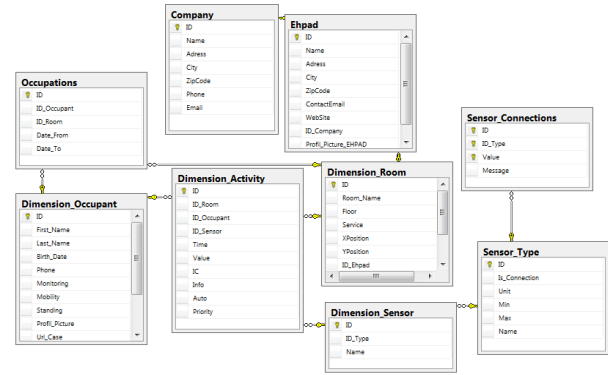 Company
ID
Name
Adress
City
ZipCode
Phone
Email
Ehpad
ID
Name
Adress
City
ZipCode
ContactEmail
WebSite
ID_Company
Profil_Picture_EHPAD
Occupations
ID
ID_Occupant
ID_Room
Date_From
Date_To
Sensor_Connections
ID
ID_Type
Value
Message
Dimension_Occupant
ID
First_Name
Last_Name
Birth_Date
Phone
Monitoring
Mobility
Standing
Profil_Picture
Url_Case
Dimension_Activity
ID
ID_Room
ID_Occupant
ID_Sensor
Time
Value
IC
Info
Auto
Priority
Dimension_Room
ID
Room_Name
Floor
Service
XPosition
YPosition
ID_Ehpad
Sensor_Type
ID
Is_Connection
Unit
Min
Max
Name
Dimension_Sensor
ID
ID_Type
Name